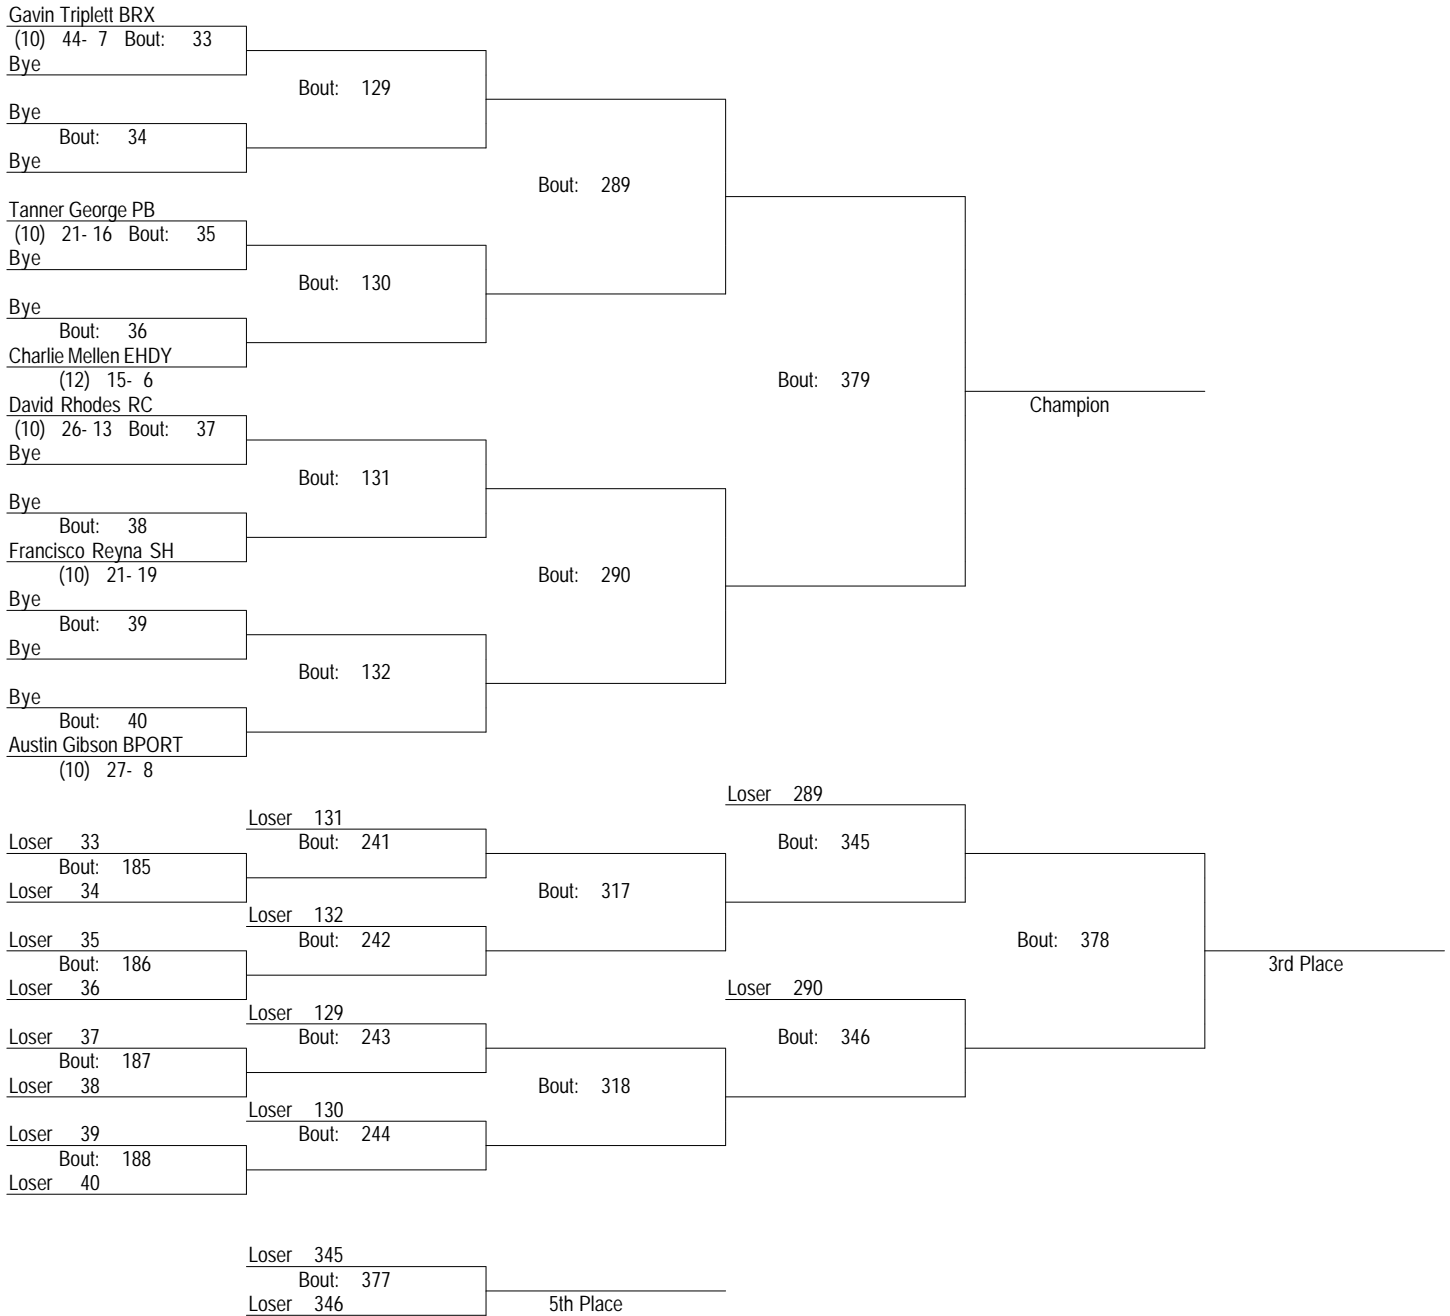 Gavin Triplett BRX
(10) 44- 7 Bout: 33
Bye
Bout: 129
Bye
Bout: 34
Bye
Bout: 289
Tanner George PB
(10) 21- 16 Bout: 35
Bye
Bout: 130
Bye
Bout: 36
Charlie Mellen EHDY
(12) 15- 6
Bout: 379
David Rhodes RC
Champion
(10) 26- 13 Bout: 37
Bye
Bout: 131
Bye
Bout: 38
Francisco Reyna SH
(10) 21- 19
Bout: 290
Bye
Bout: 39
Bye
Bout: 132
Bye
Bout: 40
Austin Gibson BPORT
(10) 27- 8
Loser 289
Loser 131
Loser 33
Bout: 241
Bout: 345
Bout: 185
Loser 34
Bout: 317
Loser 132
Loser 35
Bout: 242
Bout: 378
Bout: 186
3rd Place
Loser 36
Loser 290
Loser 129
Loser 37
Bout: 243
Bout: 346
Bout: 187
Loser 38
Bout: 318
Loser 130
Loser 39
Bout: 244
Bout: 188
Loser 40
Loser 345
Bout: 377
Loser 346
5th Place